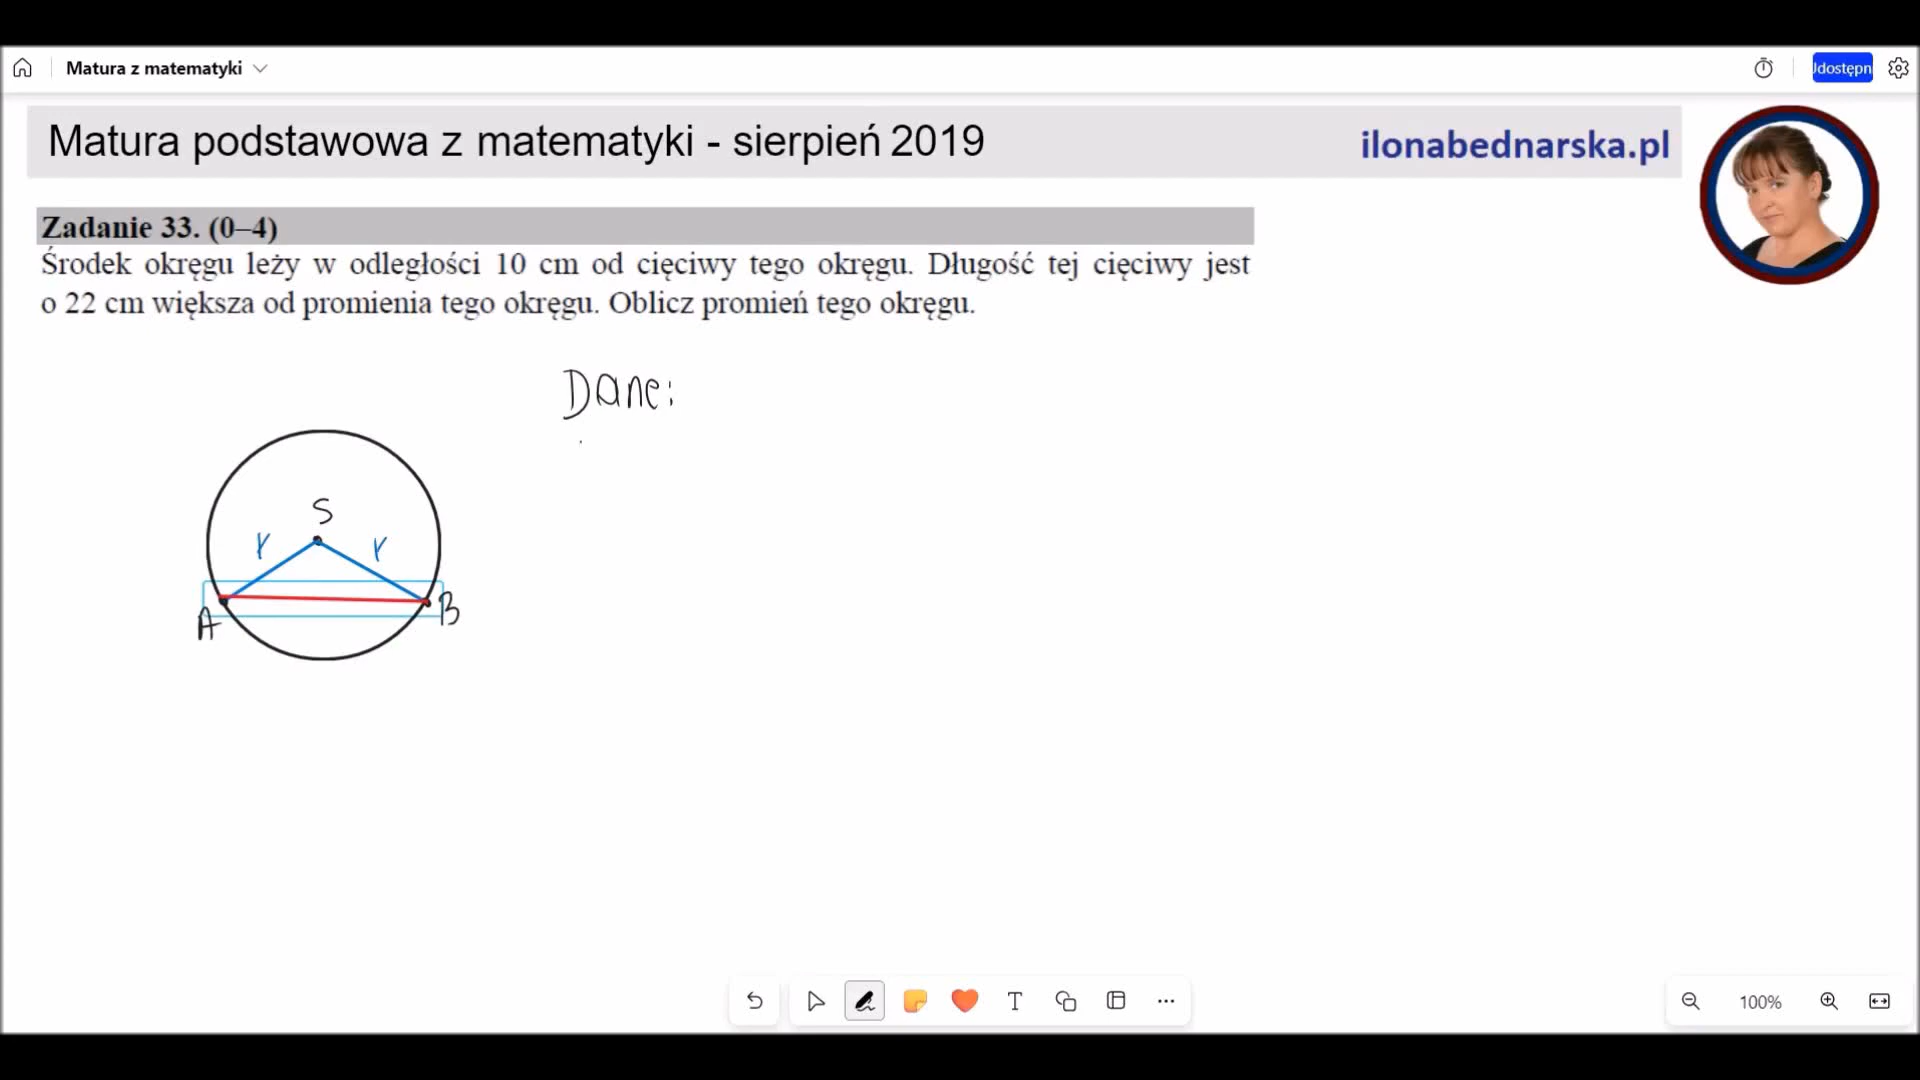 Matura z matematyki
Udostępn
Matura podstawowa z matematyki - sierpień 2019
ilonabednarska.pl
Zadanie 33. (0–4)
Środek okręgu leży w odległości 10 cm od cięciwy tego okręgu. Długość tej cięciwy jest
o 22 cm większa od promienia tego okręgu. Oblicz promień tego okręgu.
Dane:
S
r r
A B
100%